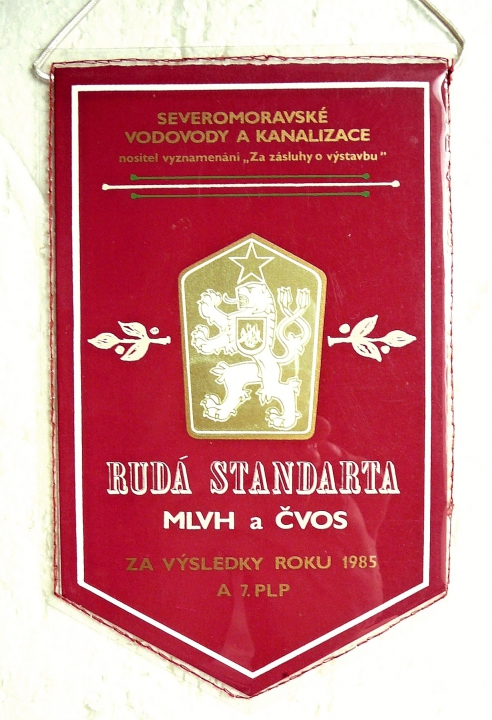 SEVEROMORAVSKÉ
VODOVODY A KANALIZACE
nositel vyznamenání „Za zásluhy o výstavbu"
RUDÁ STANDARTA
MLVH a ČVOS
ZA VÝSLEDKY ROKU 1985
A 7. PLP